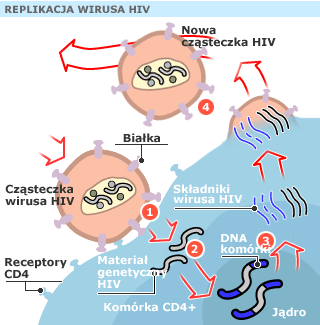 REPLIKACJA WIRUSA HIV
Nowa
cząsteczka HIV
4
Białka
Cząsteczka
wirusa HIV
Składniki
wirusa HIV
1
2
3
DNA
komórki
Receptory
CD4
Materiał
genetyczny
HIV
Komórka CD4+
Jądro